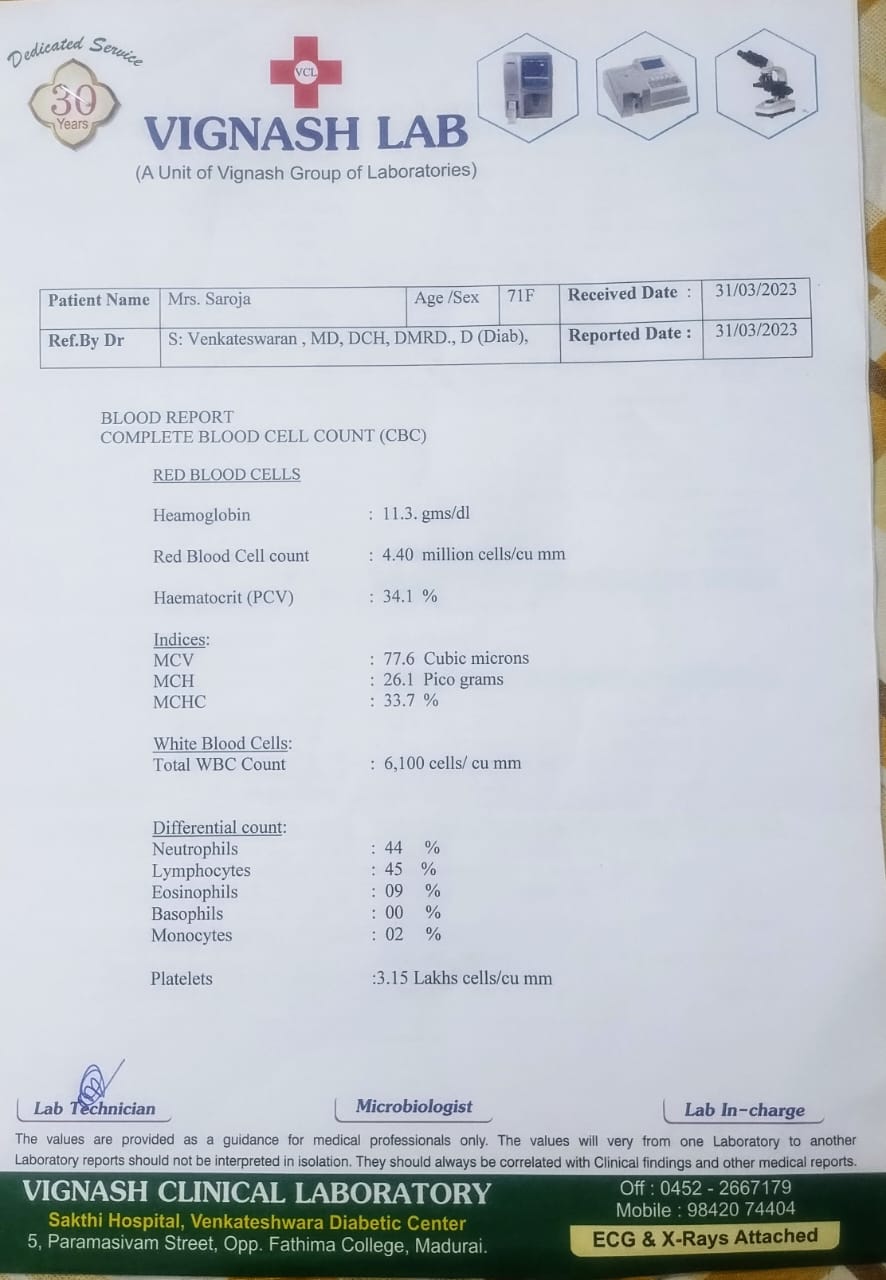 Dedicated Service
30
Years
VCL
VIGNASH LAB
(A Unit of Vignash Group of Laboratories)
Patient Name Mrs. Saroja Age /Sex 71F Received Date : 31/03/2023
Ref.By Dr S: Venkateswaran , MD, DCH, DMRD., D (Diab), Reported Date : 31/03/2023
BLOOD REPORT
COMPLETE BLOOD CELL COUNT (CBC)
RED BLOOD CELLS
Heamoglobin : 11.3. gms/dl
Red Blood Cell count : 4.40 million cells/cu mm
Haematocrit (PCV) : 34.1 %
Indices:
MCV : 77.6 Cubic microns
MCH : 26.1 Pico grams
MCHC : 33.7 %
White Blood Cells:
Total WBC Count : 6,100 cells/ cu mm
Differential count:
Neutrophils : 44 %
Lymphocytes : 45 %
Eosinophils : 09 %
Basophils : 00 %
Monocytes : 02 %
Platelets :3.15 Lakhs cells/cu mm
Lab Technician Microbiologist Lab In-charge
The values are provided as a guidance for medical professionals only. The values will very from one Laboratory to another
Laboratory reports should not be interpreted in isolation. They should always be correlated with Clinical findings and other medical reports.
VIGNASH CLINICAL LABORATORY
Sakthi Hospital, Venkateshwara Diabetic Center
5, Paramasivam Street, Opp. Fathima College, Madurai.
Off : 0452 - 2667179
Mobile : 98420 74404
ECG & X-Rays Attached